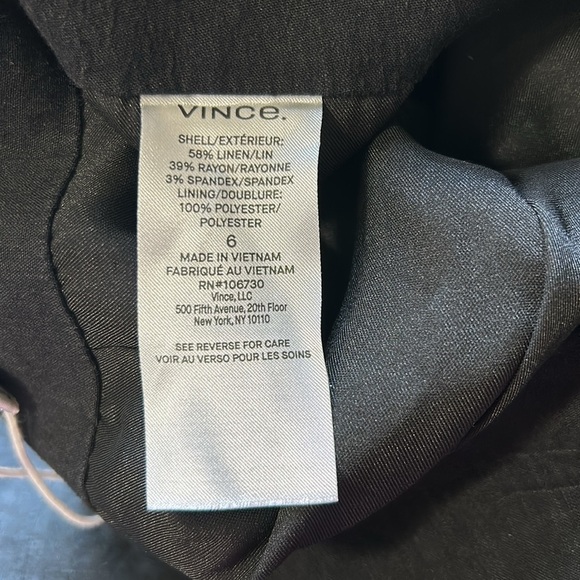 VINCE.
SHELL/EXTÉRIEUR:
58% LINEN/LIN
39% RAYON/RAYONNE
3% SPANDEX/SPANDEX
LINING/DOUBLURE:
100% POLYESTER/
POLYESTER
6
MADE IN VIETNAM
FABRIQUÉ AU VIETNAM
RN#106730
Vince, LLC
500 Fifth Avenue, 20th Floor
New York, NY 10110
SEE REVERSE FOR CARE
VOIR AU VERSO POUR LES SOINS